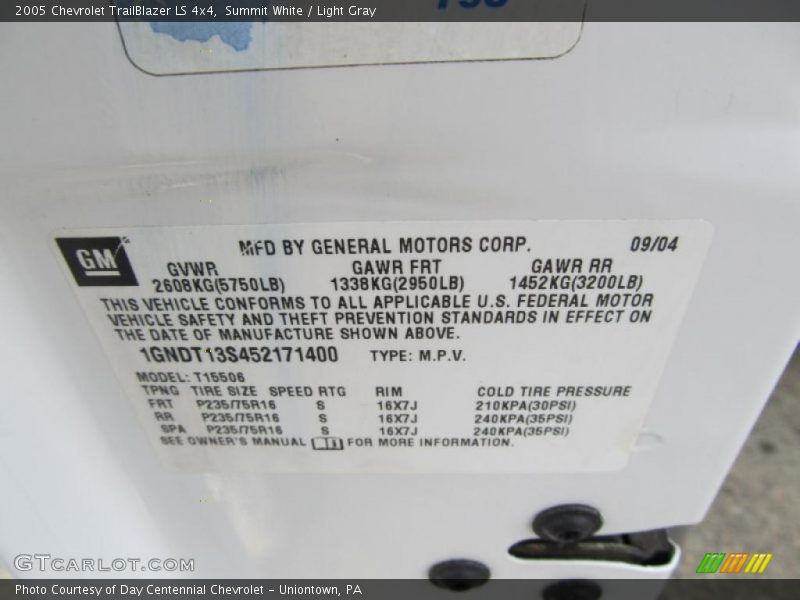 2005 Chevrolet TrailBlazer LS 4x4, Summit White / Light Gray
GM
MFD BY GENERAL MOTORS CORP. 09/04
GVWR GAWR FRT GAWR RR
2608KG(5750LB) 1338KG(2950LB) 1452KG(3200LB)
THIS VEHICLE CONFORMS TO ALL APPLICABLE U.S. FEDERAL MOTOR
VEHICLE SAFETY AND THEFT PREVENTION STANDARDS IN EFFECT ON
THE DATE OF MANUFACTURE SHOWN ABOVE.
1GNDT13S452171400 TYPE: M.P.V.
MODEL: T15506
TPNG TIRE SIZE SPEED RTG RIM COLD TIRE PRESSURE
FRT P235/75R16 S 16X7J 210KPA(30PSI)
RR P235/75R16 S 16X7J 240KPA(35PSI)
SPA P235/75R16 S 16X7J 240KPA(35PSI)
SEE OWNER'S MANUAL FOR MORE INFORMATION.
GTcarlot.com
Photo Courtesy of Day Centennial Chevrolet - Uniontown, PA